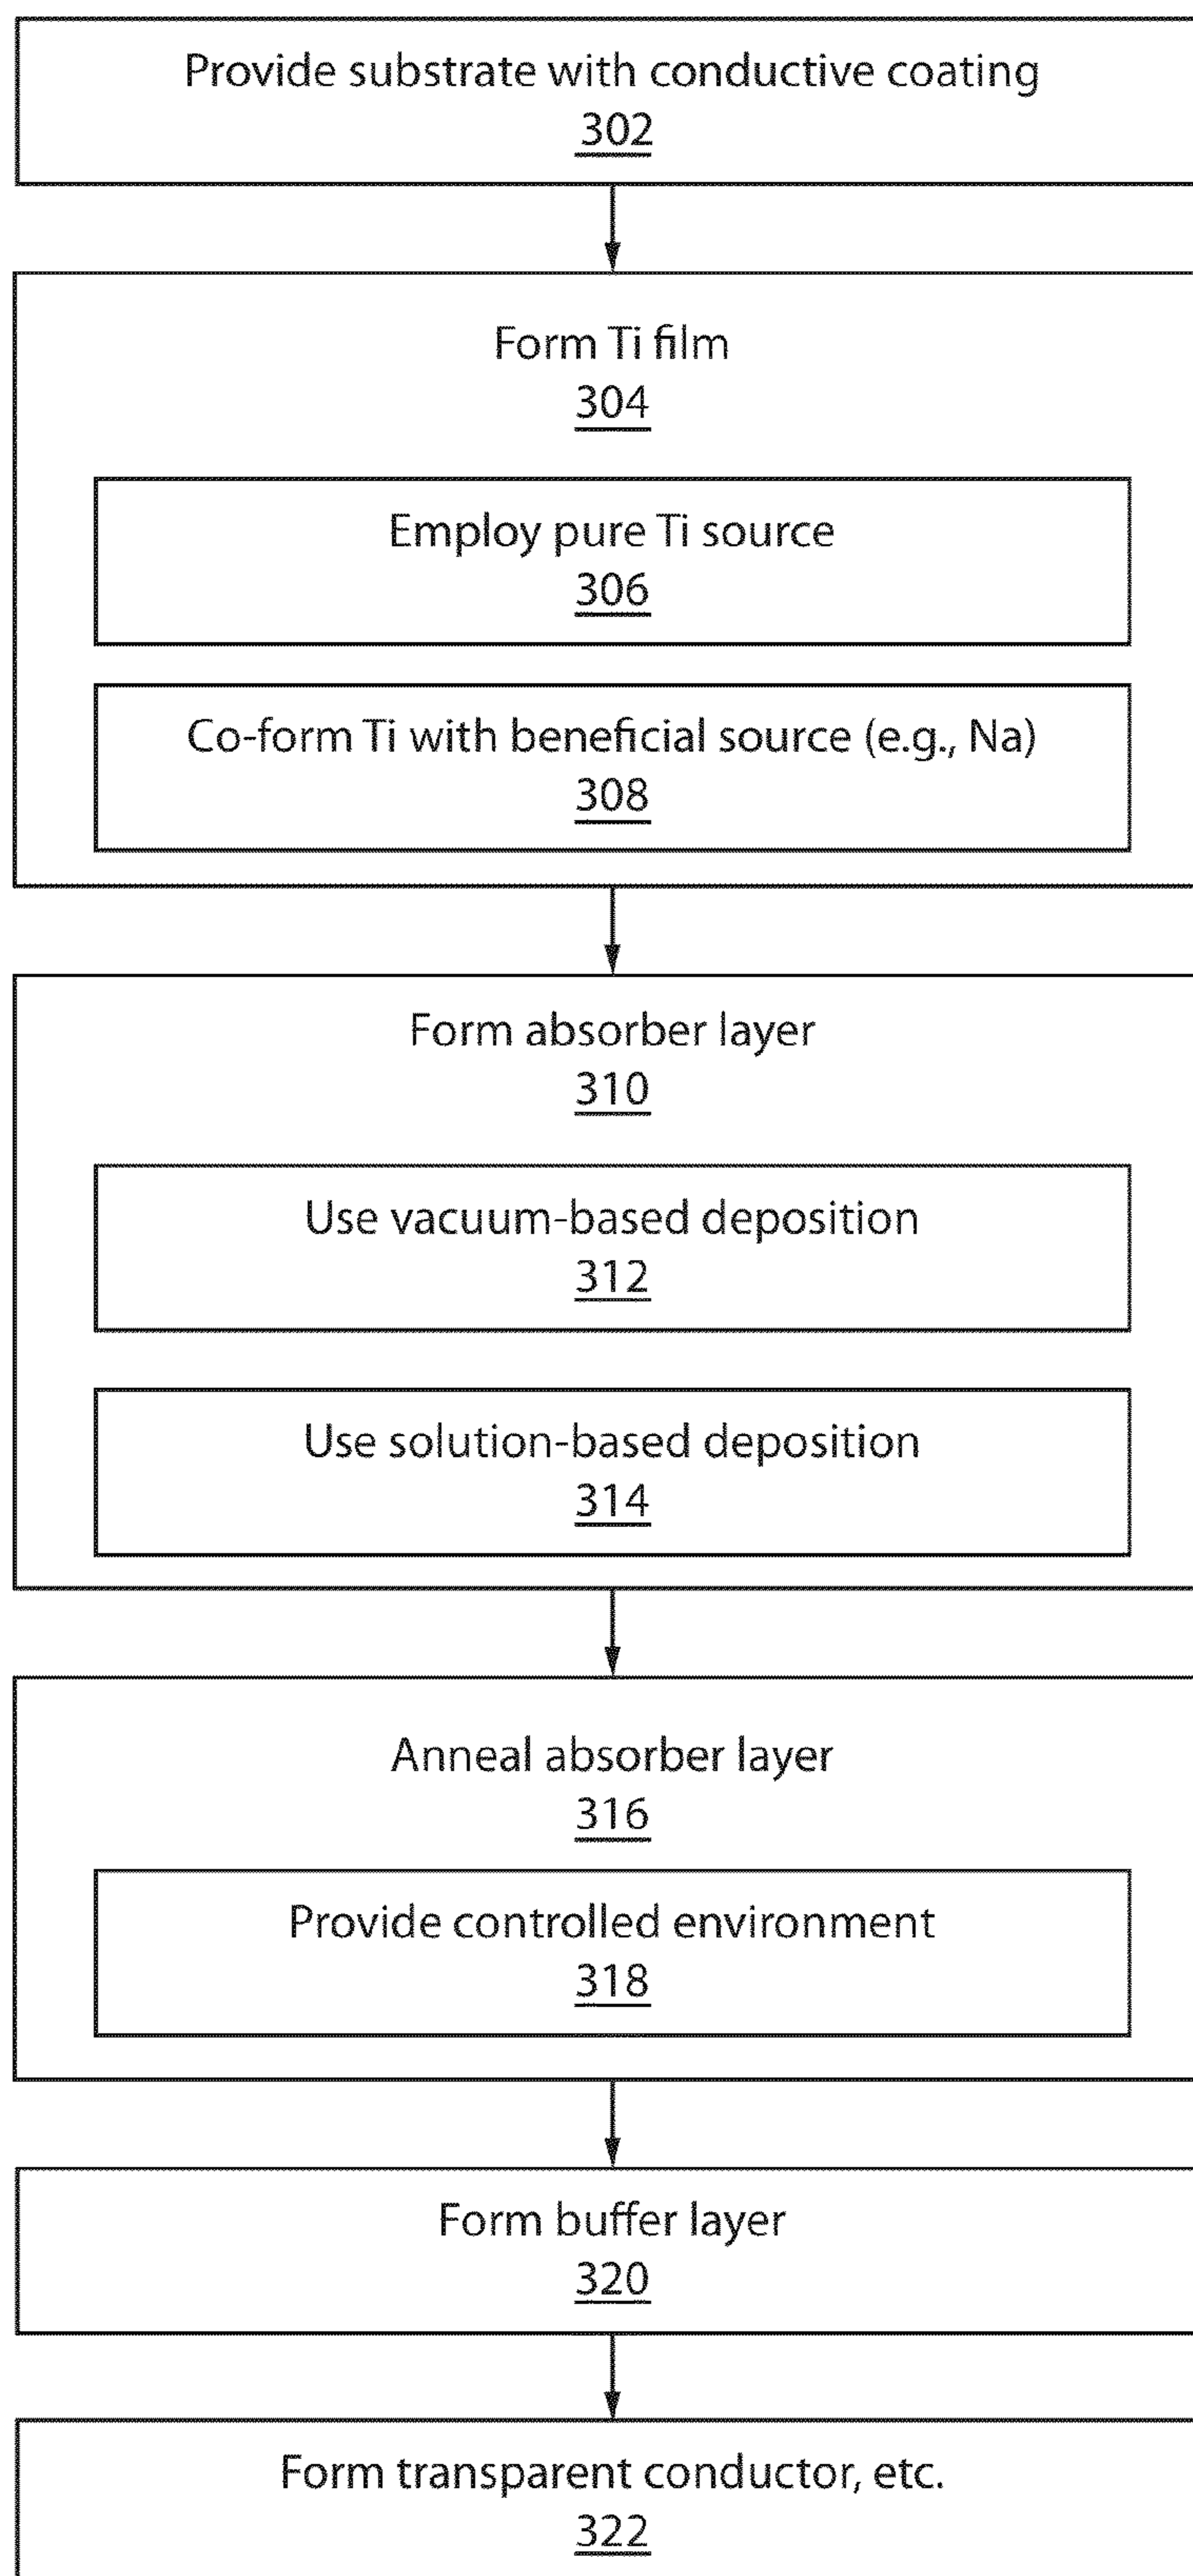 Provide substrate with conductive coating
302
Form Ti film
304
Employ pure Ti source
306
Co-form Ti with beneficial source (e.g., Na)
308
Form absorber layer
310
Use vacuum-based deposition
312
Use solution-based deposition
314
Anneal absorber layer
316
Provide controlled environment
318
Form buffer layer
320
Form transparent conductor, etc.
322